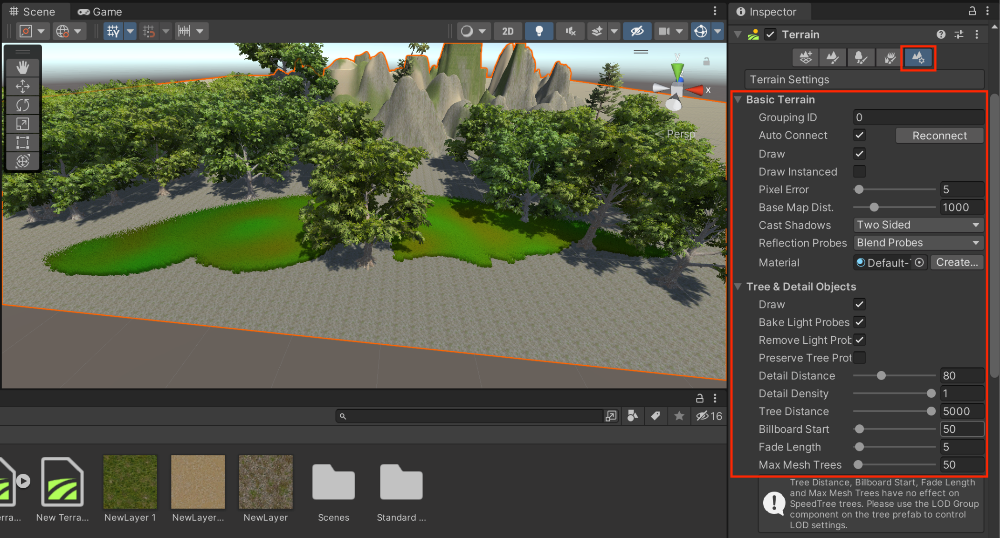 Scene
Game
2D
y
z
x
< Persp
16
erra...
New Terra...
NewLayer 1
NewLayer...
NewLayer
Scenes
Standard ...
Inspector
Terrain
Terrain Settings
Basic Terrain
Grouping ID 0
Auto Connect Reconnect
Draw
Draw Instanced
Pixel Error 5
Base Map Dist. 1000
Cast Shadows Two Sided
Reflection Probes Blend Probes
Material Default- Create...
Tree & Detail Objects
Draw
Bake Light Probes
Remove Light Prob
Preserve Tree Prot
Detail Distance 80
Detail Density 1
Tree Distance 5000
Billboard Start 50
Fade Length 5
Max Mesh Trees 50
Tree Distance, Billboard Start, Fade Length
and Max Mesh Trees have no effect on
SpeedTree trees. Please use the LOD Group
component on the tree prefab to control
LOD settings.